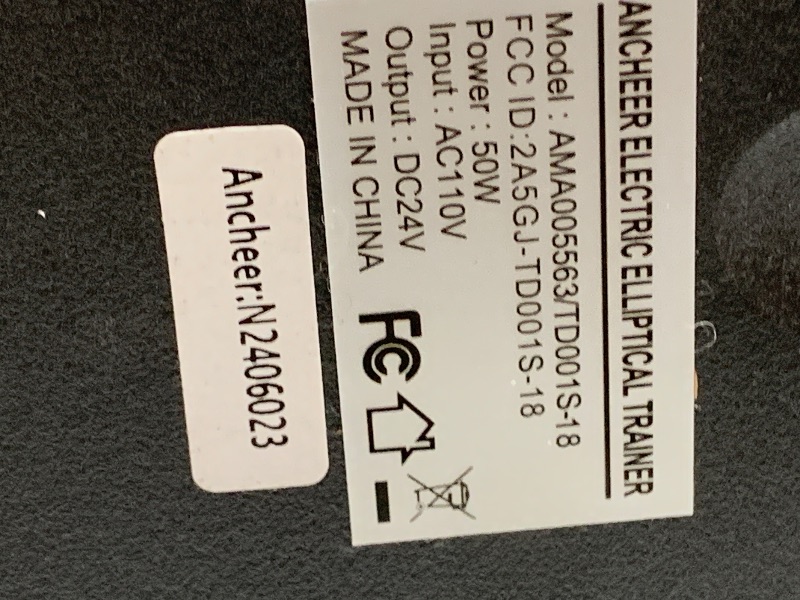 ANCHEER ELECTRIC ELLIPTICAL TRAINER
Model : AMA005563/TD001S-18
FCC ID:2A5GJ-TD001S-18
Power : 50W
Input : AC110V
Output : DC24V
MADE IN CHINA
FC
Ancheer:N2406023